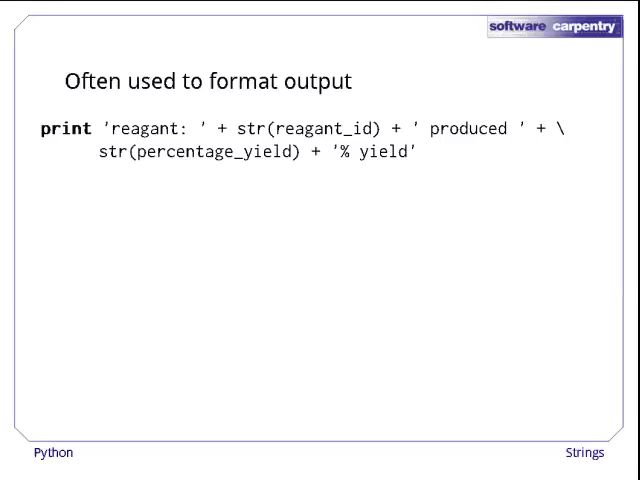 software carpentry
Often used to format output
print 'reagant: ' + str(reagant_id) + ' produced ' + \
str(percentage_yield) + '% yield'
Python
Strings